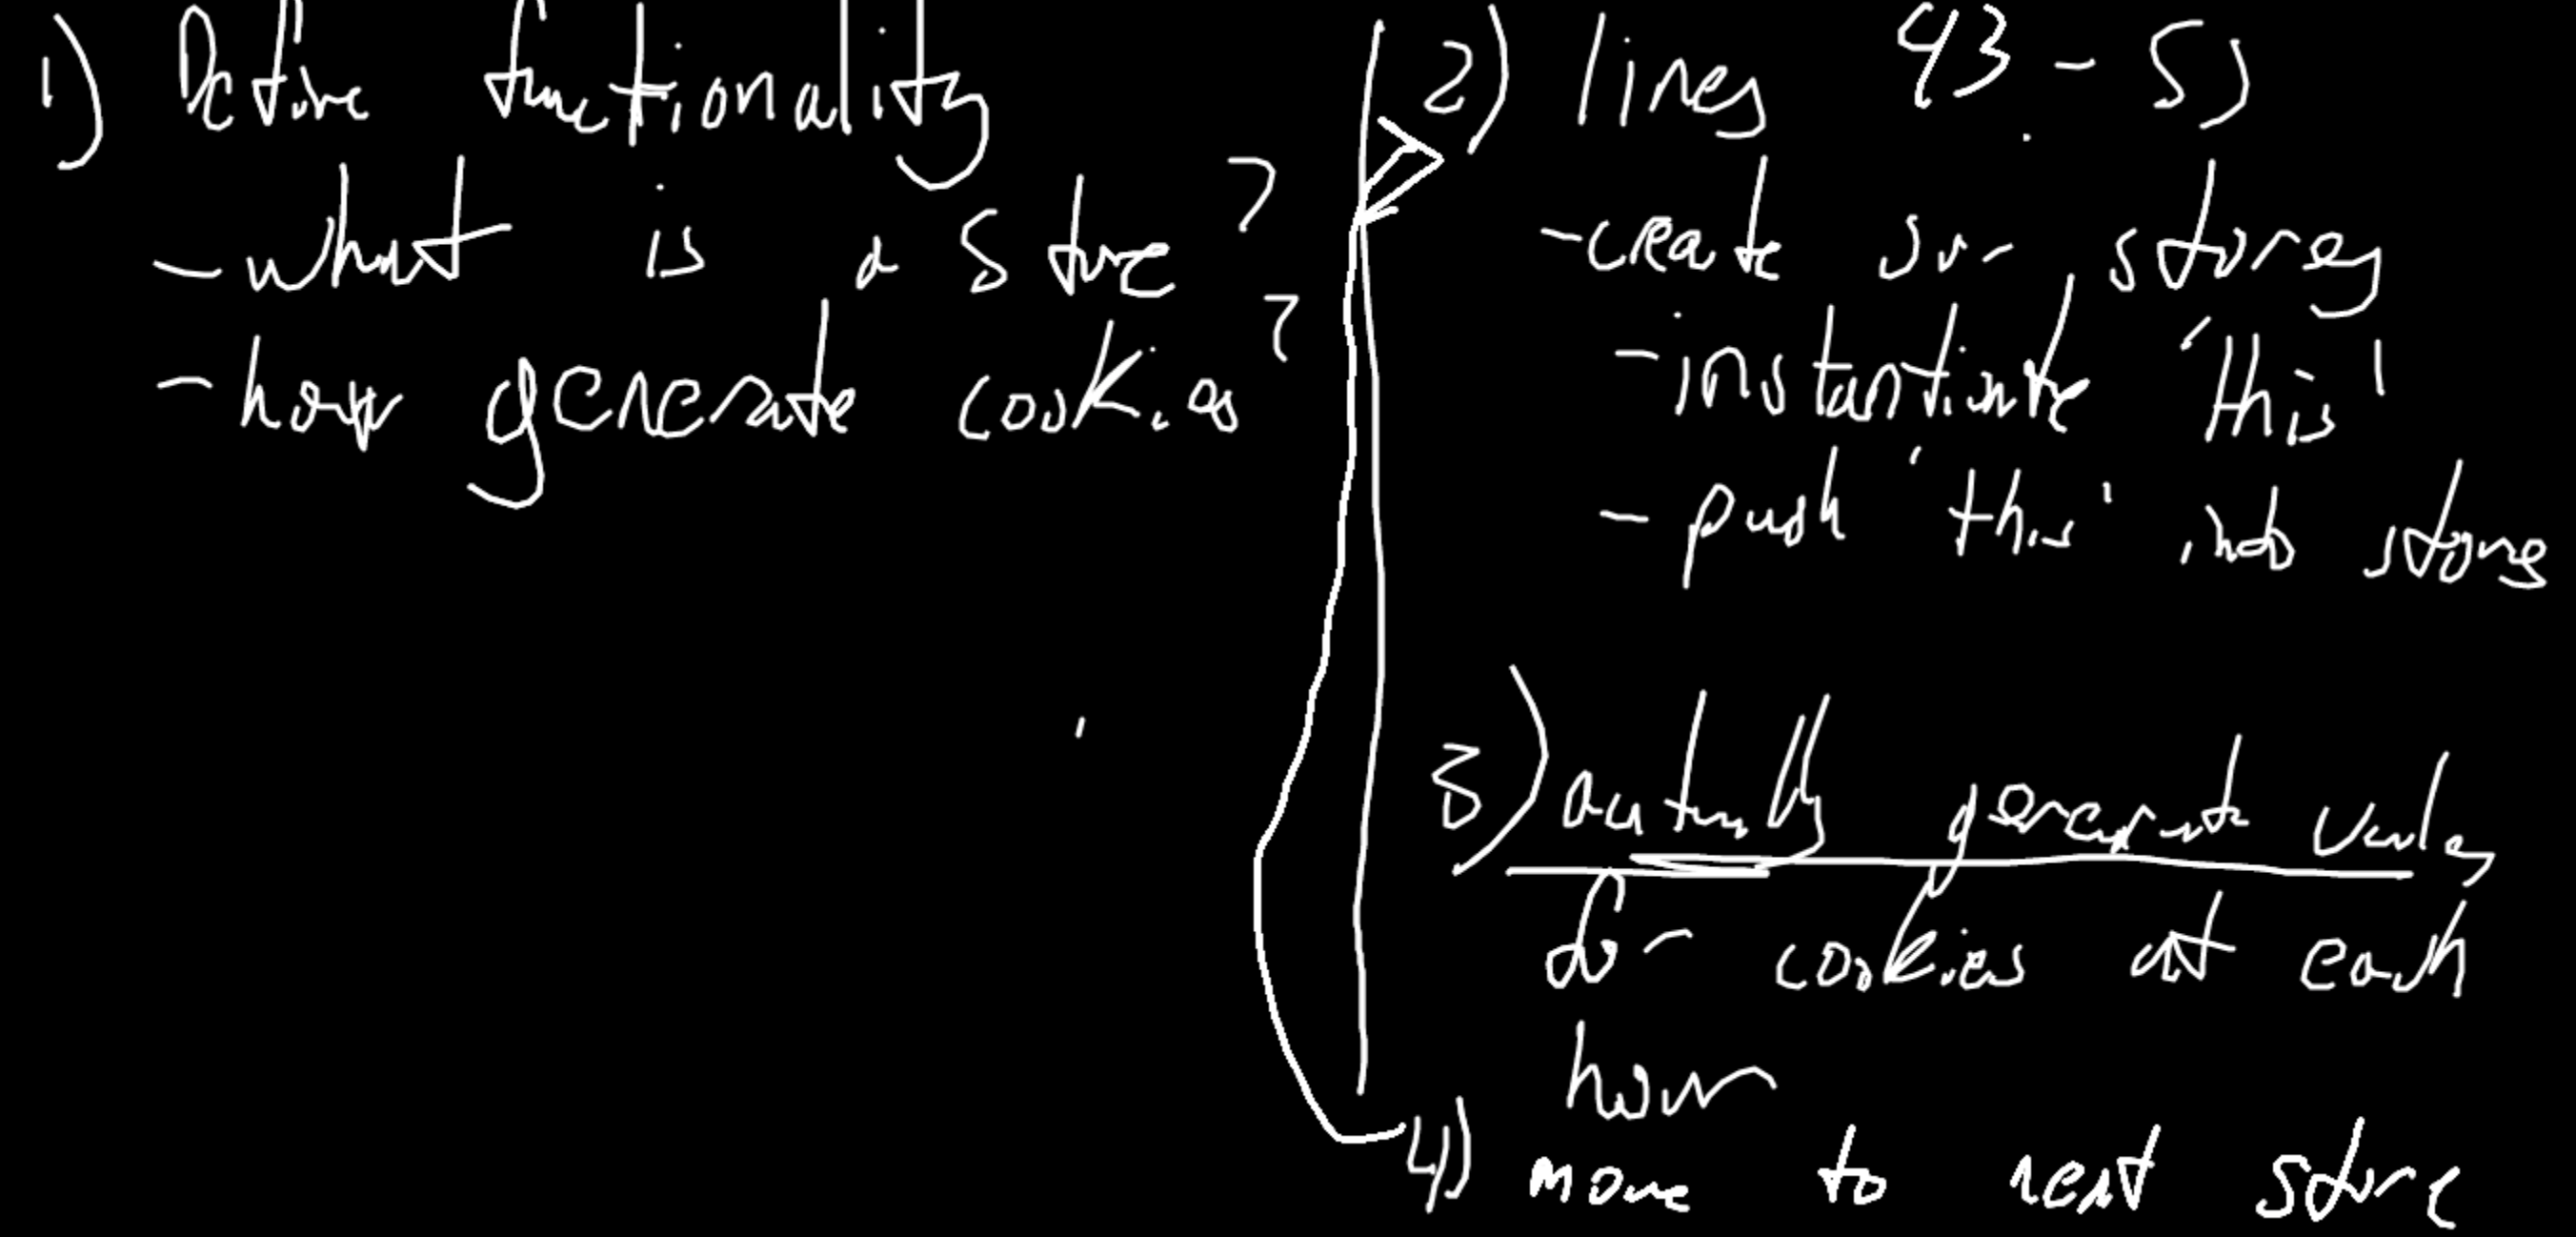 1) Define functionality
- what is a store?
- how generate cookies?
2) lines 43-5)
- create our stores
- instantiate 'this'
- push 'this' into stores
3) actually generate values
for cookies at each
hour
4) move to next store